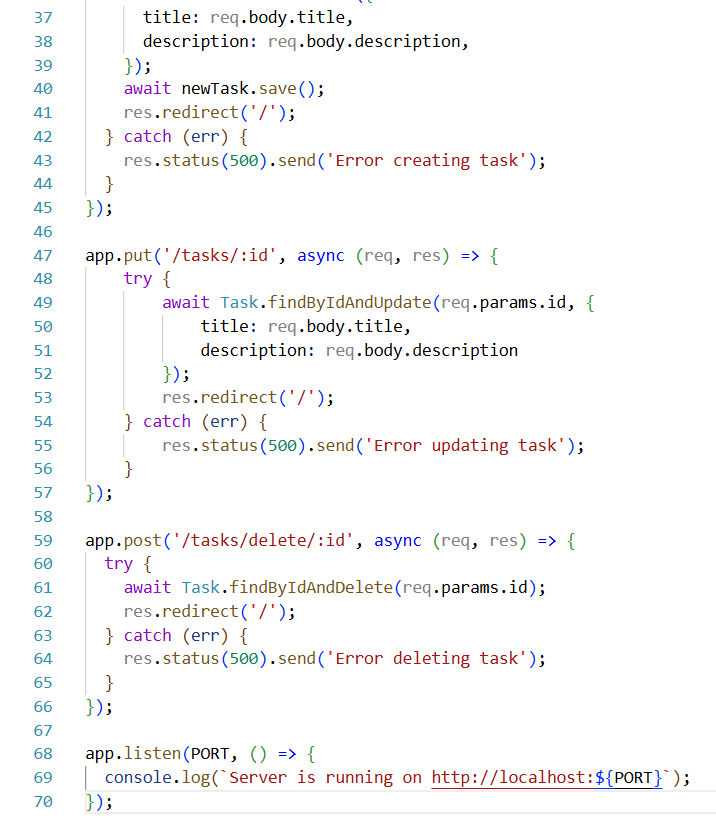 37 title: req.body.title,
38 description: req.body.description,
39 });
40 await newTask.save();
41 res.redirect('/');
42 } catch (err) {
43 res.status(500).send('Error creating task');
44 }
45 });
46
47 app.put('/tasks/:id', async (req, res) => {
48 try {
49 await Task.findByIdAndUpdate(req.params.id, {
50 title: req.body.title,
51 description: req.body.description
52 });
53 res.redirect('/');
54 } catch (err) {
55 res.status(500).send('Error updating task');
56 }
57 });
58
59 app.post('/tasks/delete/:id', async (req, res) => {
60 try {
61 await Task.findByIdAndDelete(req.params.id);
62 res.redirect('/');
63 } catch (err) {
64 res.status(500).send('Error deleting task');
65 }
66 });
67
68 app.listen(PORT, () => {
69 console.log(`Server is running on http://localhost:${PORT}`);
70 });